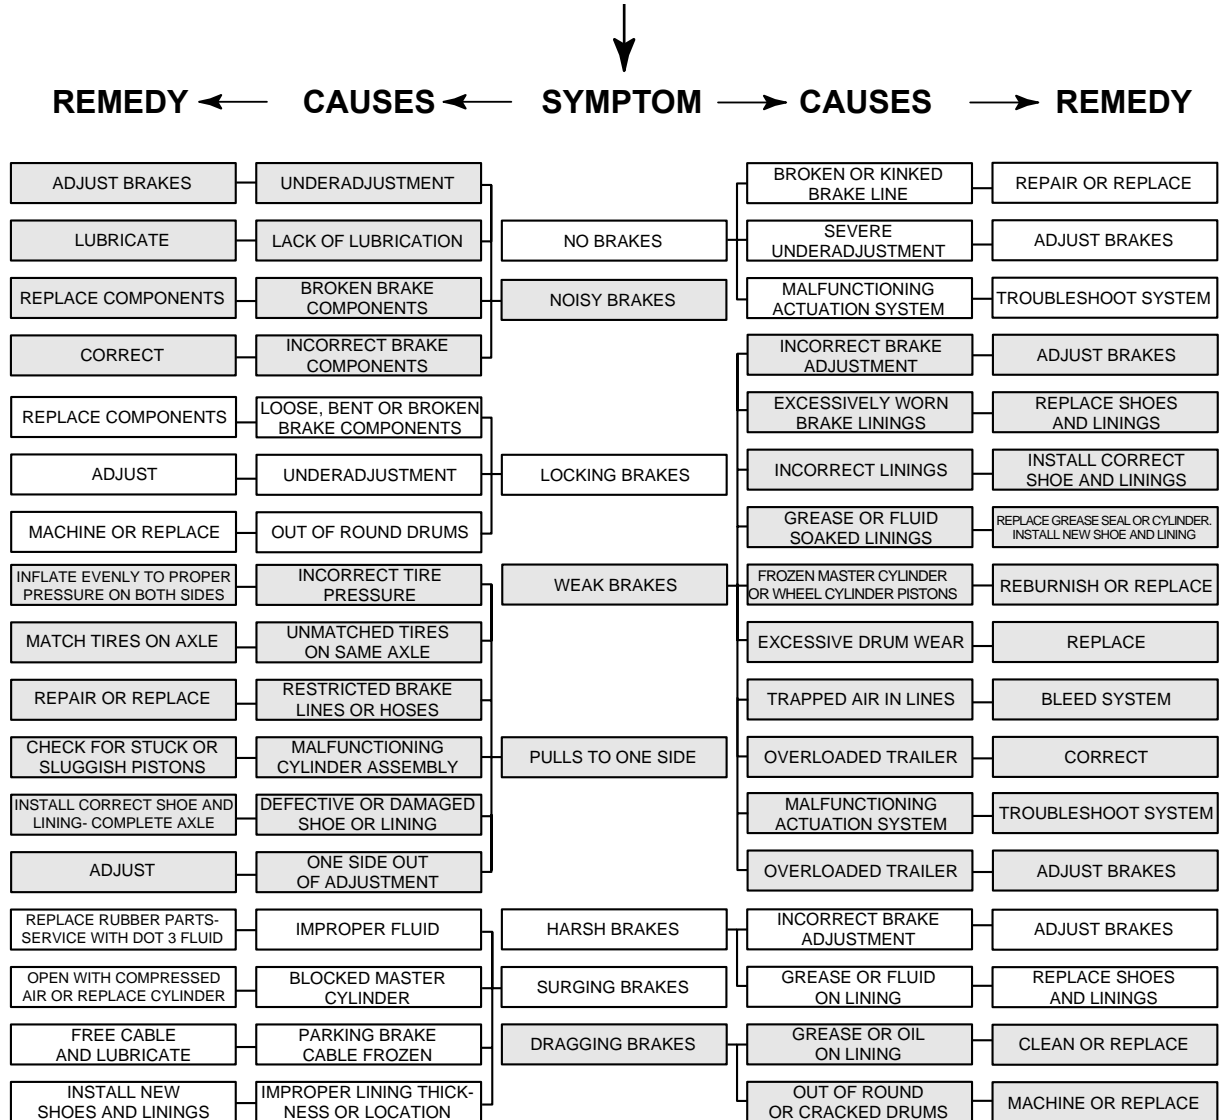 REMEDY CAUSES SYMPTOM CAUSES REMEDY
ADJUST BRAKES
UNDERADJUSTMENT
LUBRICATE
LACK OF LUBRICATION
REPLACE COMPONENTS
BROKEN BRAKE
COMPONENTS
CORRECT
INCORRECT BRAKE
COMPONENTS
REPLACE COMPONENTS
LOOSE, BENT OR BROKEN
BRAKE COMPONENTS
ADJUST
UNDERADJUSTMENT
MACHINE OR REPLACE
OUT OF ROUND DRUMS
INFLATE EVENLY TO PROPER
PRESSURE ON BOTH SIDES
INCORRECT TIRE
PRESSURE
MATCH TIRES ON AXLE
UNMATCHED TIRES
ON SAME AXLE
REPAIR OR REPLACE
RESTRICTED BRAKE
LINES OR HOSES
CHECK FOR STUCK OR
SLUGGISH PISTONS
MALFUNCTIONING
CYLINDER ASSEMBLY
INSTALL CORRECT SHOE AND
LINING- COMPLETE AXLE
DEFECTIVE OR DAMAGED
SHOE OR LINING
ADJUST
ONE SIDE OUT
OF ADJUSTMENT
REPLACE RUBBER PARTS-
SERVICE WITH DOT 3 FLUID
IMPROPER FLUID
OPEN WITH COMPRESSED
AIR OR REPLACE CYLINDER
BLOCKED MASTER
CYLINDER
FREE CABLE
AND LUBRICATE
PARKING BRAKE
CABLE FROZEN
INSTALL NEW
SHOES AND LININGS
IMPROPER LINING THICK-
NESS OR LOCATION
NO BRAKES
NOISY BRAKES
LOCKING BRAKES
WEAK BRAKES
PULLS TO ONE SIDE
HARSH BRAKES
SURGING BRAKES
DRAGGING BRAKES
BROKEN OR KINKED
BRAKE LINE
REPAIR OR REPLACE
SEVERE
UNDERADJUSTMENT
ADJUST BRAKES
MALFUNCTIONING
ACTUATION SYSTEM
TROUBLESHOOT SYSTEM
INCORRECT BRAKE
ADJUSTMENT
ADJUST BRAKES
EXCESSIVELY WORN
BRAKE LININGS
REPLACE SHOES
AND LININGS
INCORRECT LININGS
INSTALL CORRECT
SHOE AND LININGS
GREASE OR FLUID
SOAKED LININGS
REPLACE GREASE SEAL OR CYLINDER.
INSTALL NEW SHOE AND LINING
FROZEN MASTER CYLINDER
OR WHEEL CYLINDER PISTONS
REBURNISH OR REPLACE
EXCESSIVE DRUM WEAR
REPLACE
TRAPPED AIR IN LINES
BLEED SYSTEM
OVERLOADED TRAILER
CORRECT
MALFUNCTIONING
ACTUATION SYSTEM
TROUBLESHOOT SYSTEM
OVERLOADED TRAILER
ADJUST BRAKES
INCORRECT BRAKE
ADJUSTMENT
ADJUST BRAKES
GREASE OR FLUID
ON LINING
REPLACE SHOES
AND LININGS
GREASE OR OIL
ON LINING
CLEAN OR REPLACE
OUT OF ROUND
OR CRACKED DRUMS
MACHINE OR REPLACE